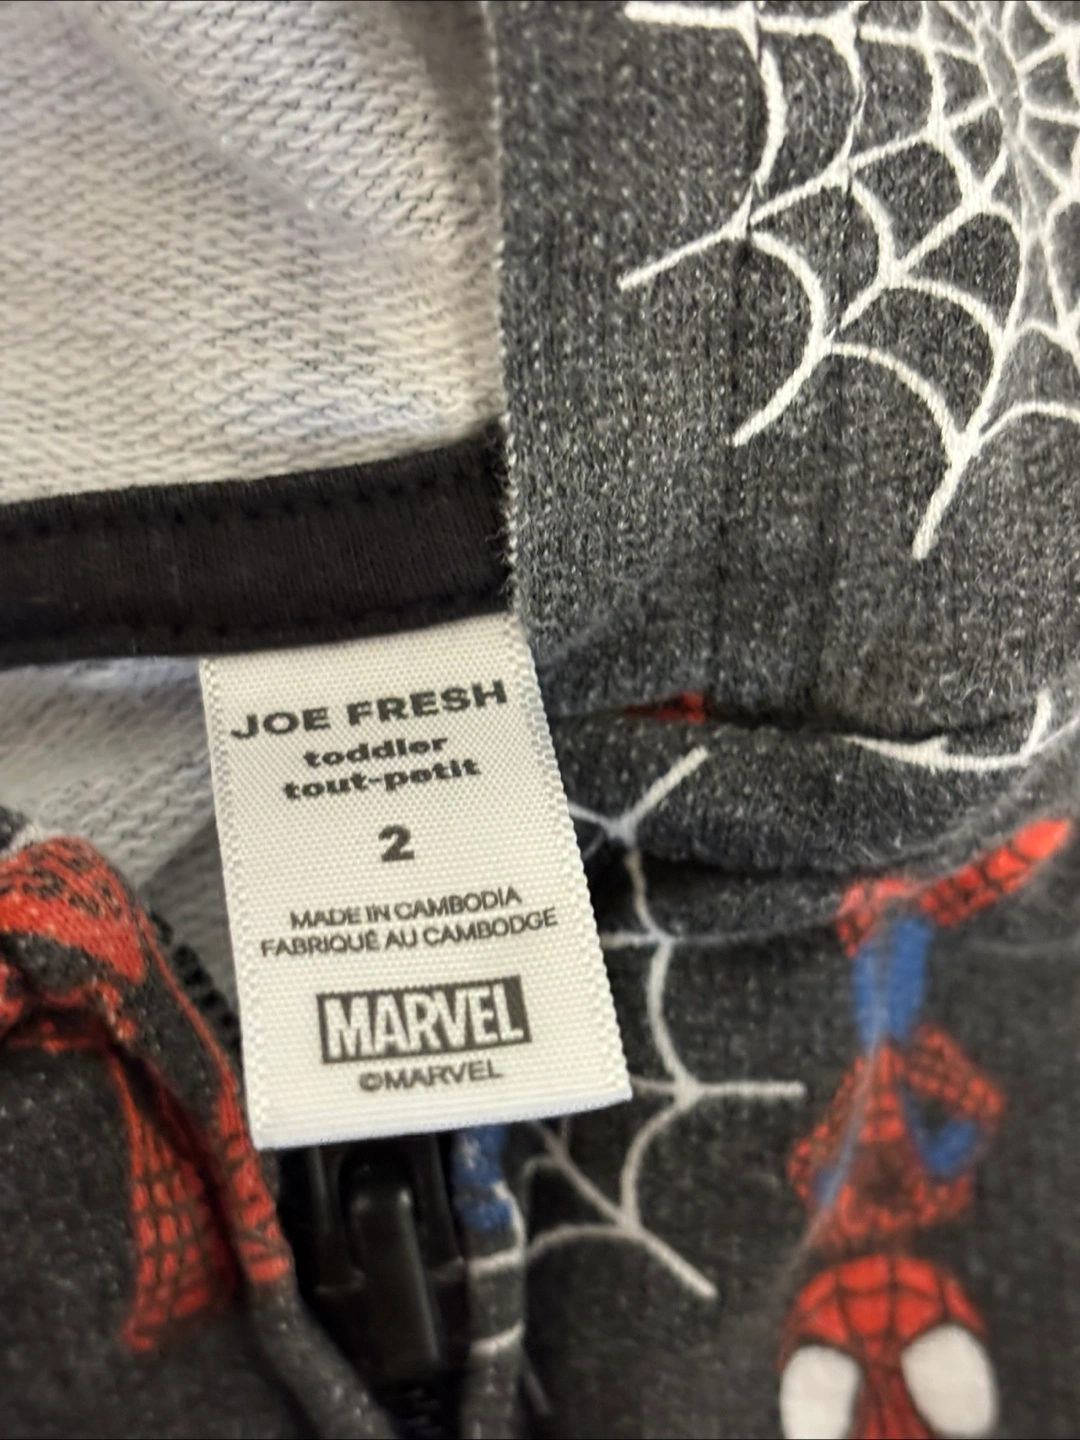 JOE FRESH
toddler
tout-petit
2
MADE IN CAMBODIA
FABRIQUÉ AU CAMBODGE
MARVEL
©MARVEL